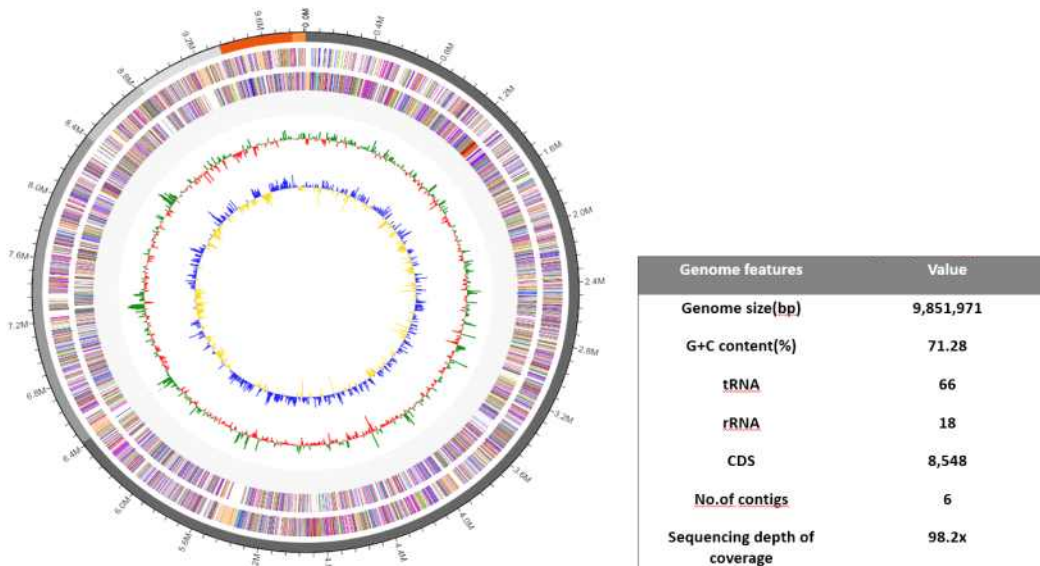 0.0M
0.4M
0.8M
1.2M
1.6M
2.0M
2.4M
2.8M
3.2M
3.6M
4.0M
4.4M
5.6M
6.0M
6.4M
6.8M
7.2M
7.6M
8.0M
8.4M
8.8M
9.2M
9.6M
Genome features Value
Genome size(bp) 9,851,971
G+C content(%) 71.28
tRNA 66
rRNA 18
CDS 8,548
No.of contigs 6
Sequencing depth of
coverage 98.2x